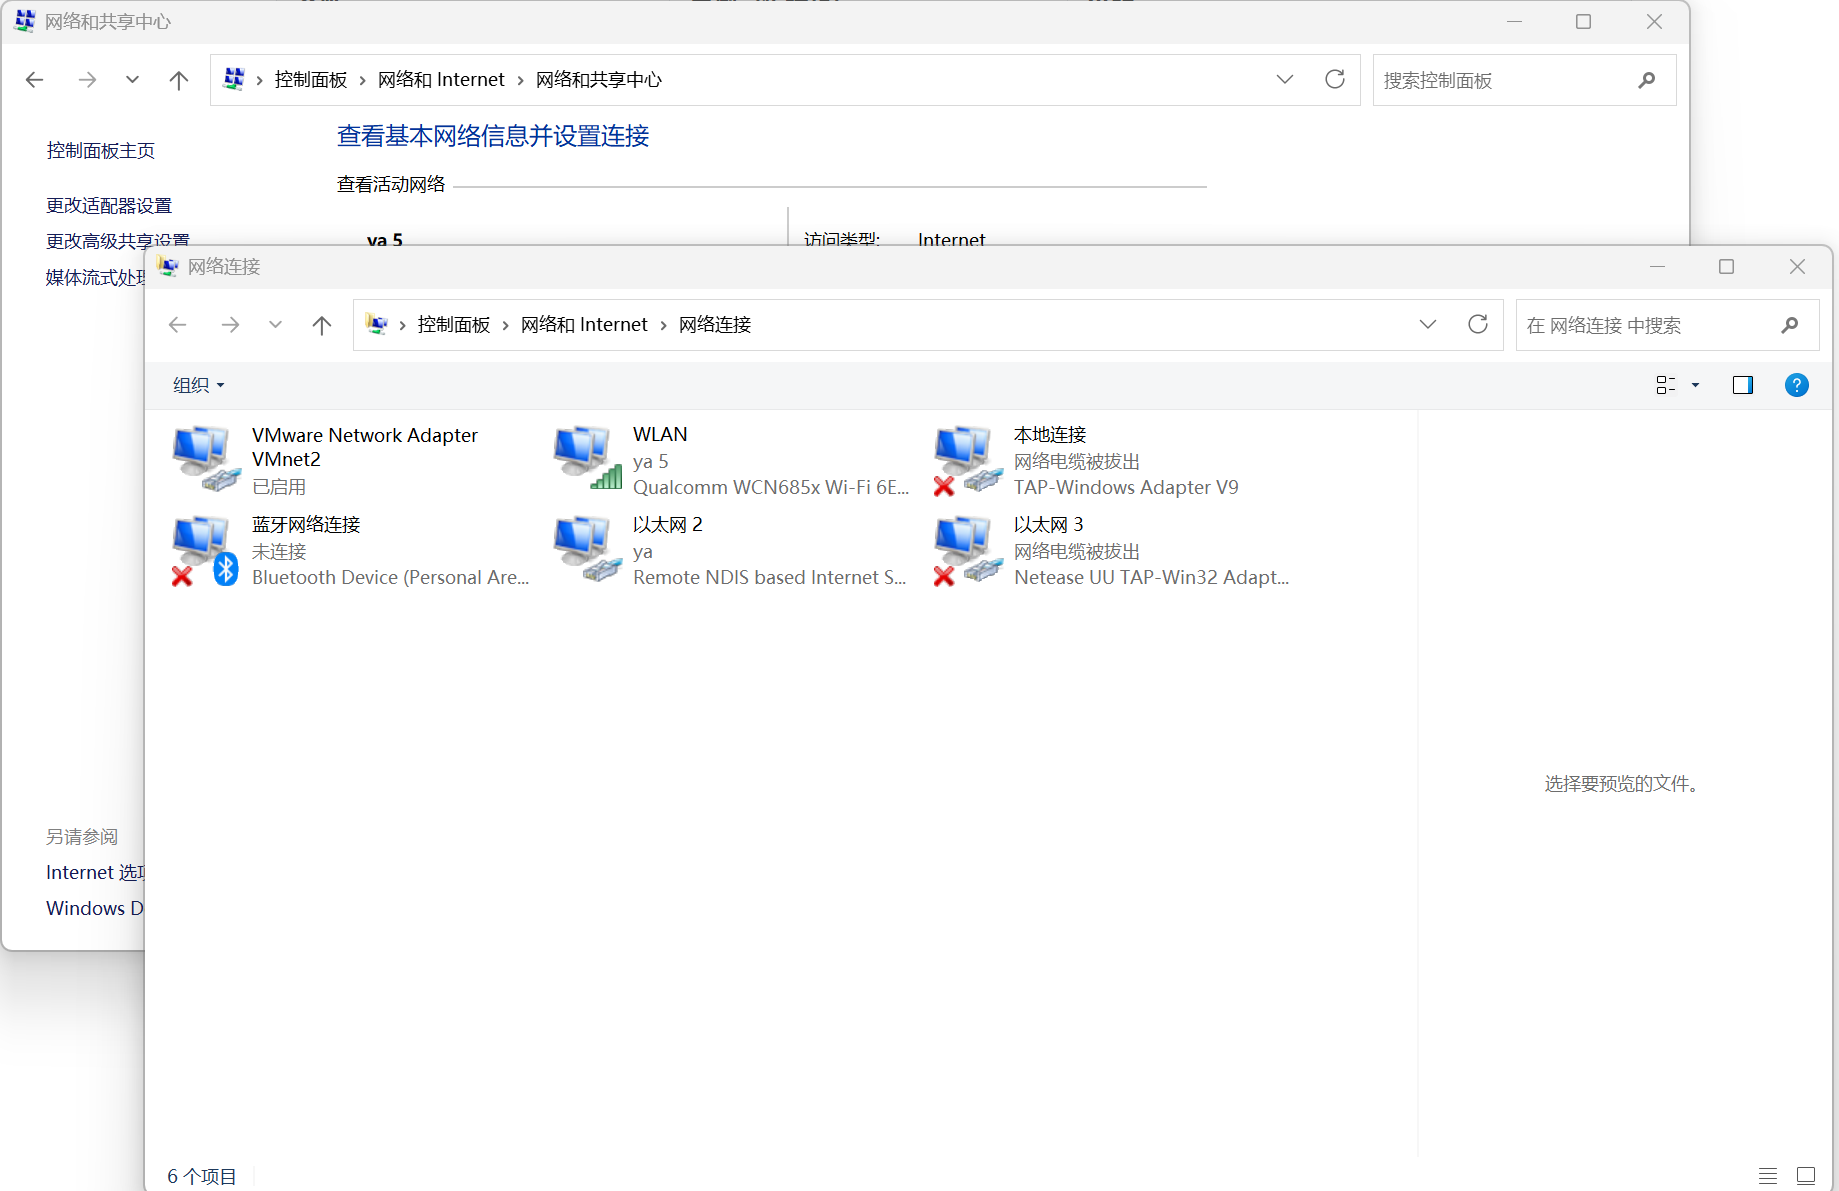 网络和共享中心
控制面板 › 网络和 Internet › 网络和共享中心
搜索控制面板
控制面板主页
更改适配器设置
更改高级共享设置
媒体流式处理
查看基本网络信息并设置连接
查看活动网络
ya 5
访问类型:
Internet
另请参阅
Internet 选项
Windows D
网络连接
控制面板 › 网络和 Internet › 网络连接
在 网络连接 中搜索
组织
VMware Network Adapter
VMnet2
已启用
WLAN
ya 5
Qualcomm WCN685x Wi-Fi 6E...
本地连接
网络电缆被拔出
TAP-Windows Adapter V9
蓝牙网络连接
未连接
Bluetooth Device (Personal Are...
以太网 2
ya
Remote NDIS based Internet S...
以太网 3
网络电缆被拔出
Netease UU TAP-Win32 Adapt...
选择要预览的文件。
6 个项目